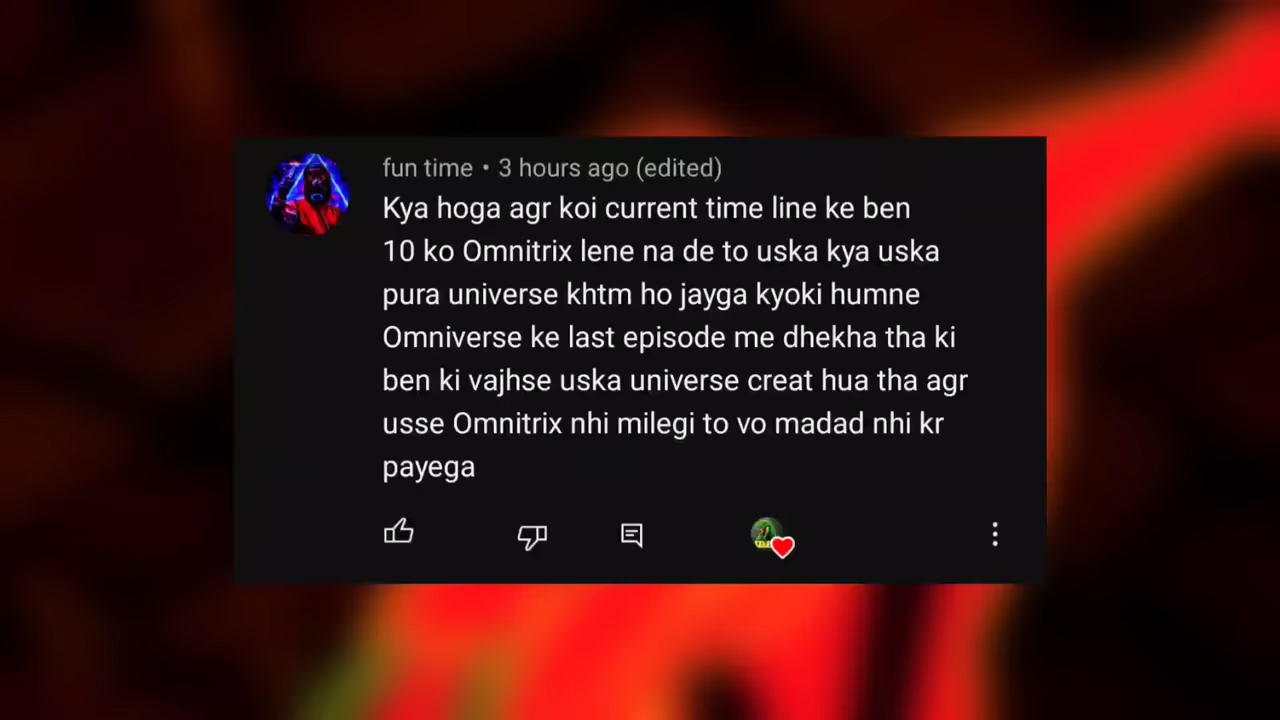 fun time • 3 hours ago (edited)
Kya hoga agr koi current time line ke ben
10 ko Omnitrix lene na de to uska kya uska
pura universe khtm ho jayga kyoki humne
Omniverse ke last episode me dhekha tha ki
ben ki vajhse uska universe creat hua tha agr
usse Omnitrix nhi milegi to vo madad nhi kr
payega